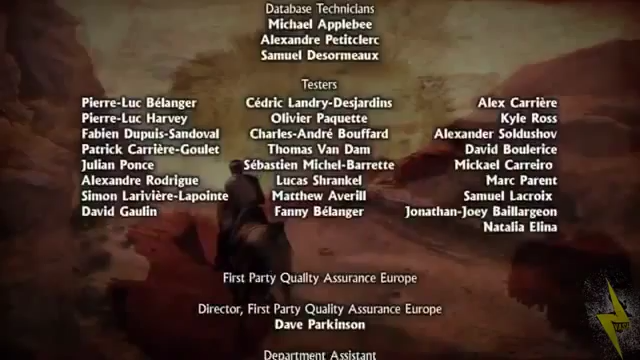 Database Technicians
Michael Applebee
Alexandre Petitclerc
Samuel Desormeaux
Testers
Pierre-Luc Bélanger Cédric Landry-Desjardins Alex Carrière
Pierre-Luc Harvey Olivier Paquette Kyle Ross
Fabien Dupuis-Sandoval Charles-André Bouffard Alexander Soldushov
Patrick Carrière-Goulet Thomas Van Dam David Boulerice
Julian Ponce Sébastien Michel-Barrette Mickael Carreiro
Alexandre Rodrigue Lucas Shrankel Marc Parent
Simon Larivière-Lapointe Matthew Averill Samuel Lacroix
David Gaulin Fanny Bélanger Jonathan-Joey Baillargeon
Natalia Elina
First Party Quality Assurance Europe
Director, First Party Quality Assurance Europe
Dave Parkinson
Department Assistant